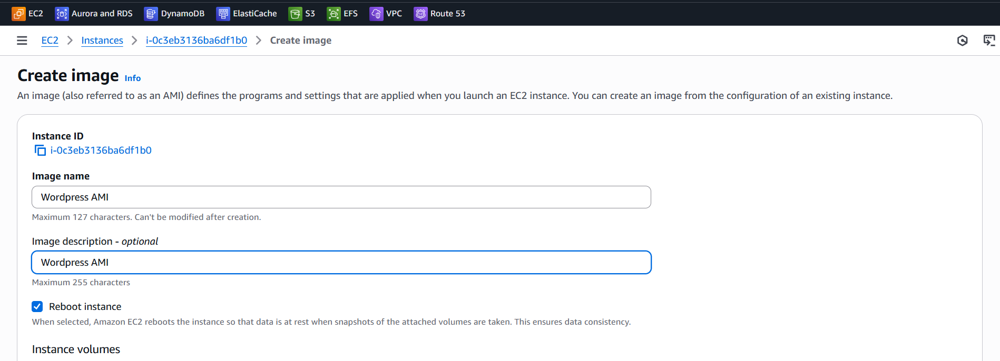 EC2 Aurora and RDS DynamoDB ElastiCache S3 EFS VPC Route 53
EC2 Instances i-0c3eb3136ba6df1b0 Create image
Create image Info
An image (also referred to as an AMI) defines the programs and settings that are applied when you launch an EC2 instance. You can create an image from the configuration of an existing instance.
Instance ID
i-0c3eb3136ba6df1b0
Image name
Wordpress AMI
Maximum 127 characters. Can't be modified after creation.
Image description - optional
Wordpress AMI
Maximum 255 characters
Reboot instance
When selected, Amazon EC2 reboots the instance so that data is at rest when snapshots of the attached volumes are taken. This ensures data consistency.
Instance volumes